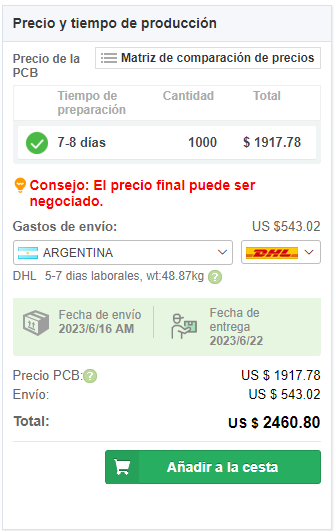 Precio y tiempo de producción
Precio de la PCB
Matriz de comparación de precios
Tiempo de preparación Cantidad Total
7-8 días 1000 $ 1917.78
Consejo: El precio final puede ser
negociado.
Gastos de envío: US $543.02
ARGENTINA DHL
DHL 5-7 dias laborales, wt:48.87kg ?
Fecha de envío
2023/6/16 AM
Fecha de
entrega
2023/6/22
Precio PCB:? US $ 1917.78
Envío: US $ 543.02
Total: US $ 2460.80
Añadir a la cesta